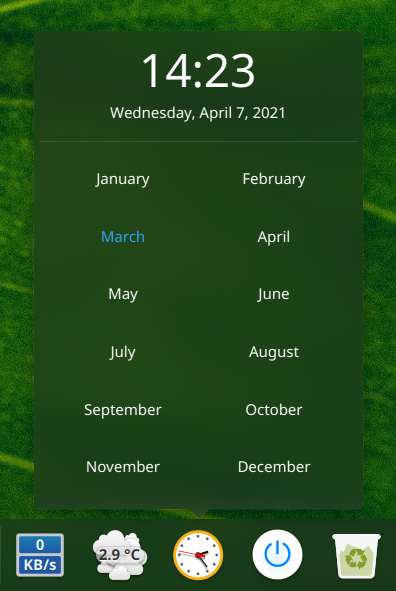 14:23
Wednesday, April 7, 2021
January February
March April
May June
July August
September October
November December
0 2.9 °C
KB/s